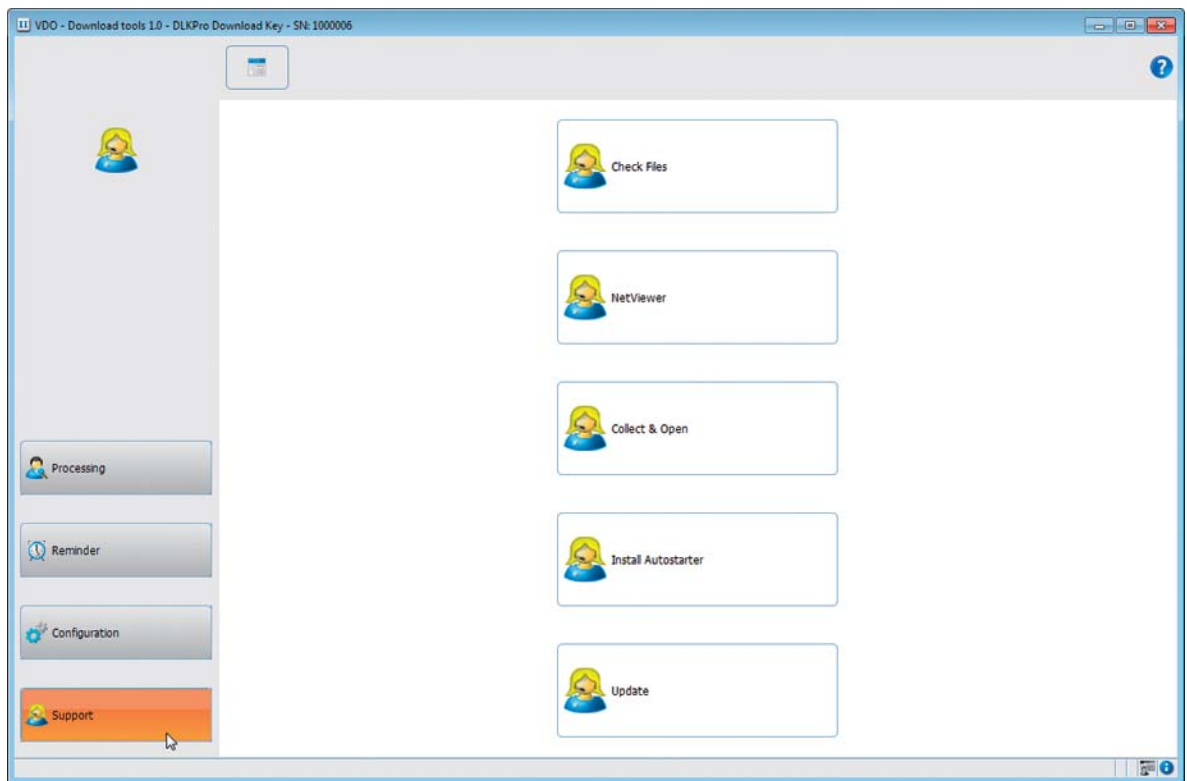 VDO - Download tools 1.0 - DLKPro Download Key - SN: 1000006
Check Files
NetViewer
Collect & Open
Install Autostarter
Update
Processing
Reminder
Configuration
Support